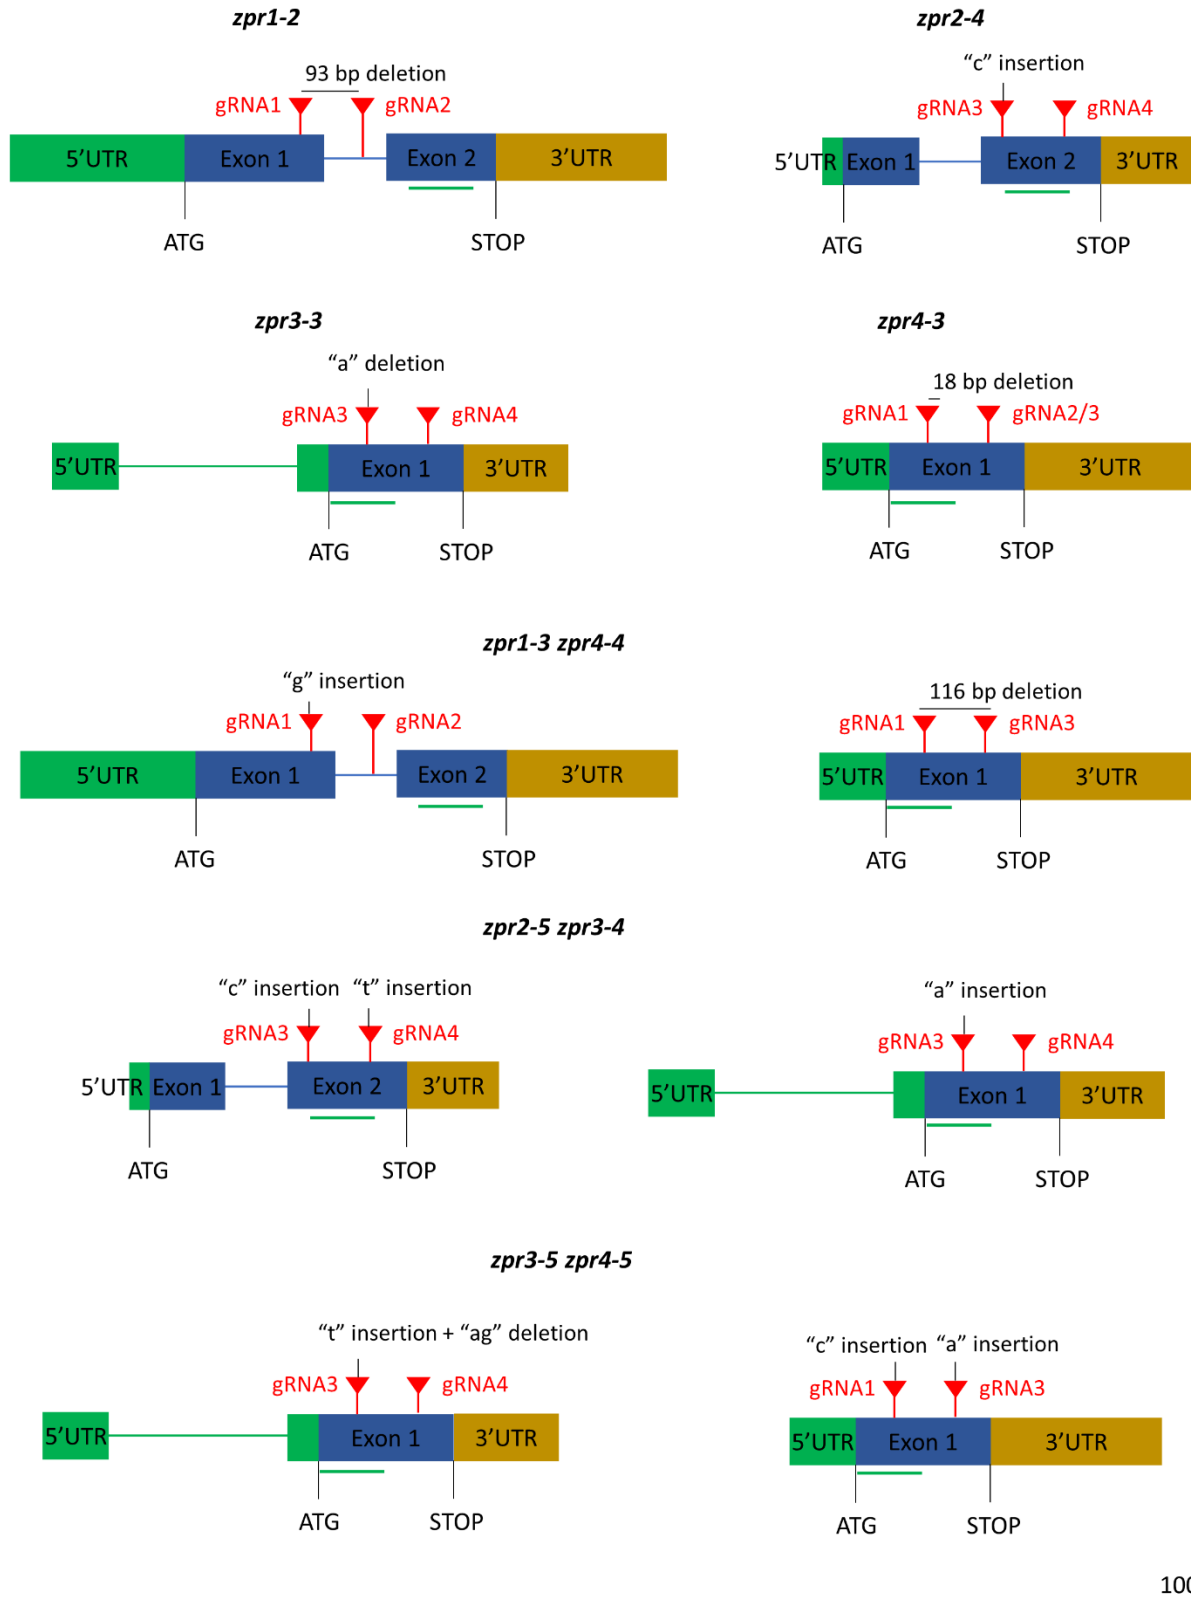 zpr1-2
zpr2-4
93 bp deletion
gRNA1 gRNA2
5'UTR Exon 1 Exon 2 3'UTR
ATG STOP
"c" insertion
gRNA3 gRNA4
5'UTR Exon 1 Exon 2 3'UTR
ATG STOP
zpr3-3
zpr4-3
"a" deletion
gRNA3 gRNA4
5'UTR Exon 1 3'UTR
ATG STOP
18 bp deletion
gRNA1 gRNA2/3
5'UTR Exon 1 3'UTR
ATG STOP
zpr1-3 zpr4-4
"g" insertion
gRNA1 gRNA2
5'UTR Exon 1 Exon 2 3'UTR
ATG STOP
116 bp deletion
gRNA1 gRNA3
5'UTR Exon 1 3'UTR
ATG STOP
zpr2-5 zpr3-4
"c" insertion "t" insertion
gRNA3 gRNA4
5'UTR Exon 1 Exon 2 3'UTR
ATG STOP
"a" insertion
gRNA3 gRNA4
5'UTR Exon 1 3'UTR
ATG STOP
zpr3-5 zpr4-5
"t" insertion + "ag" deletion
gRNA3 gRNA4
5'UTR Exon 1 3'UTR
ATG STOP
"c" insertion "a" insertion
gRNA1 gRNA3
5'UTR Exon 1 3'UTR
ATG STOP